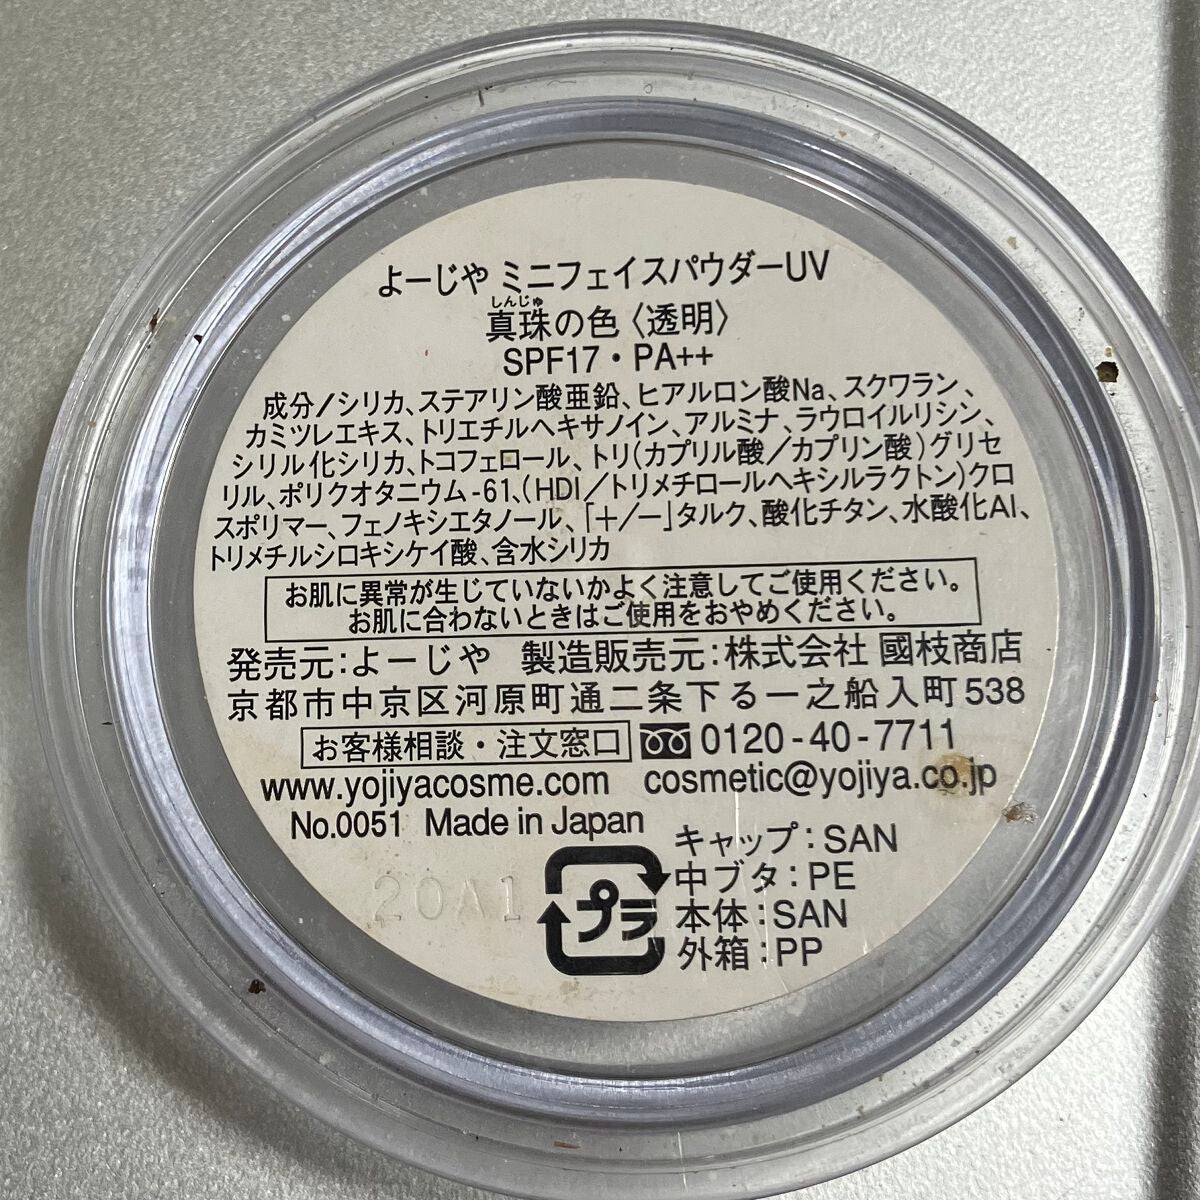 よーじや ミニフェイスパウダーUV
しんじゅ
真珠の色〈透明〉
SPF17・PA++
成分/シリカ、ステアリン酸亜鉛、ヒアルロン酸Na、スクワラン、
カミツレエキス、トリエチルヘキサノイン、アルミナ、ラウロイルリシン、
シリル化シリカ、トコフェロール、トリ(カプリル酸／カプリン酸)グリセ
リル、ポリクオタニウム-61、(HDI／トリメチロールヘキシルラクトン)クロ
スポリマー、フェノキシエタノール、「＋/ー」タルク、酸化チタン、水酸化Al、
トリメチルシロキシケイ酸、含水シリカ
お肌に異常が生じていないかよく注意してご使用ください。
お肌に合わないときはご使用をおやめください。
発売元：よーじや 製造販売元：株式会社 國枝商店
京都市中京区河原町通二条下る一之船入町538
お客様相談・注文窓口 0120-40-7711
www.yojiyacosme.com cosmetic@yojiya.co.jp
No.0051 Made in Japan
キャップ：SAN
中ブタ：PE
本体：SAN
外箱：PP
プラ
20A1